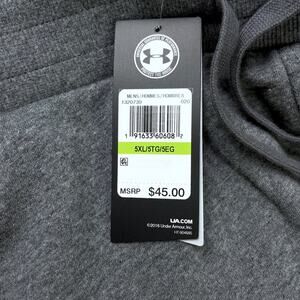 MENS/HOMMES/HOMBRES
1320739 020
1 91633 60608
5XL/5TG/5EG
MSRP $45.00
UA.COM
©2016 Under Armour, Inc.